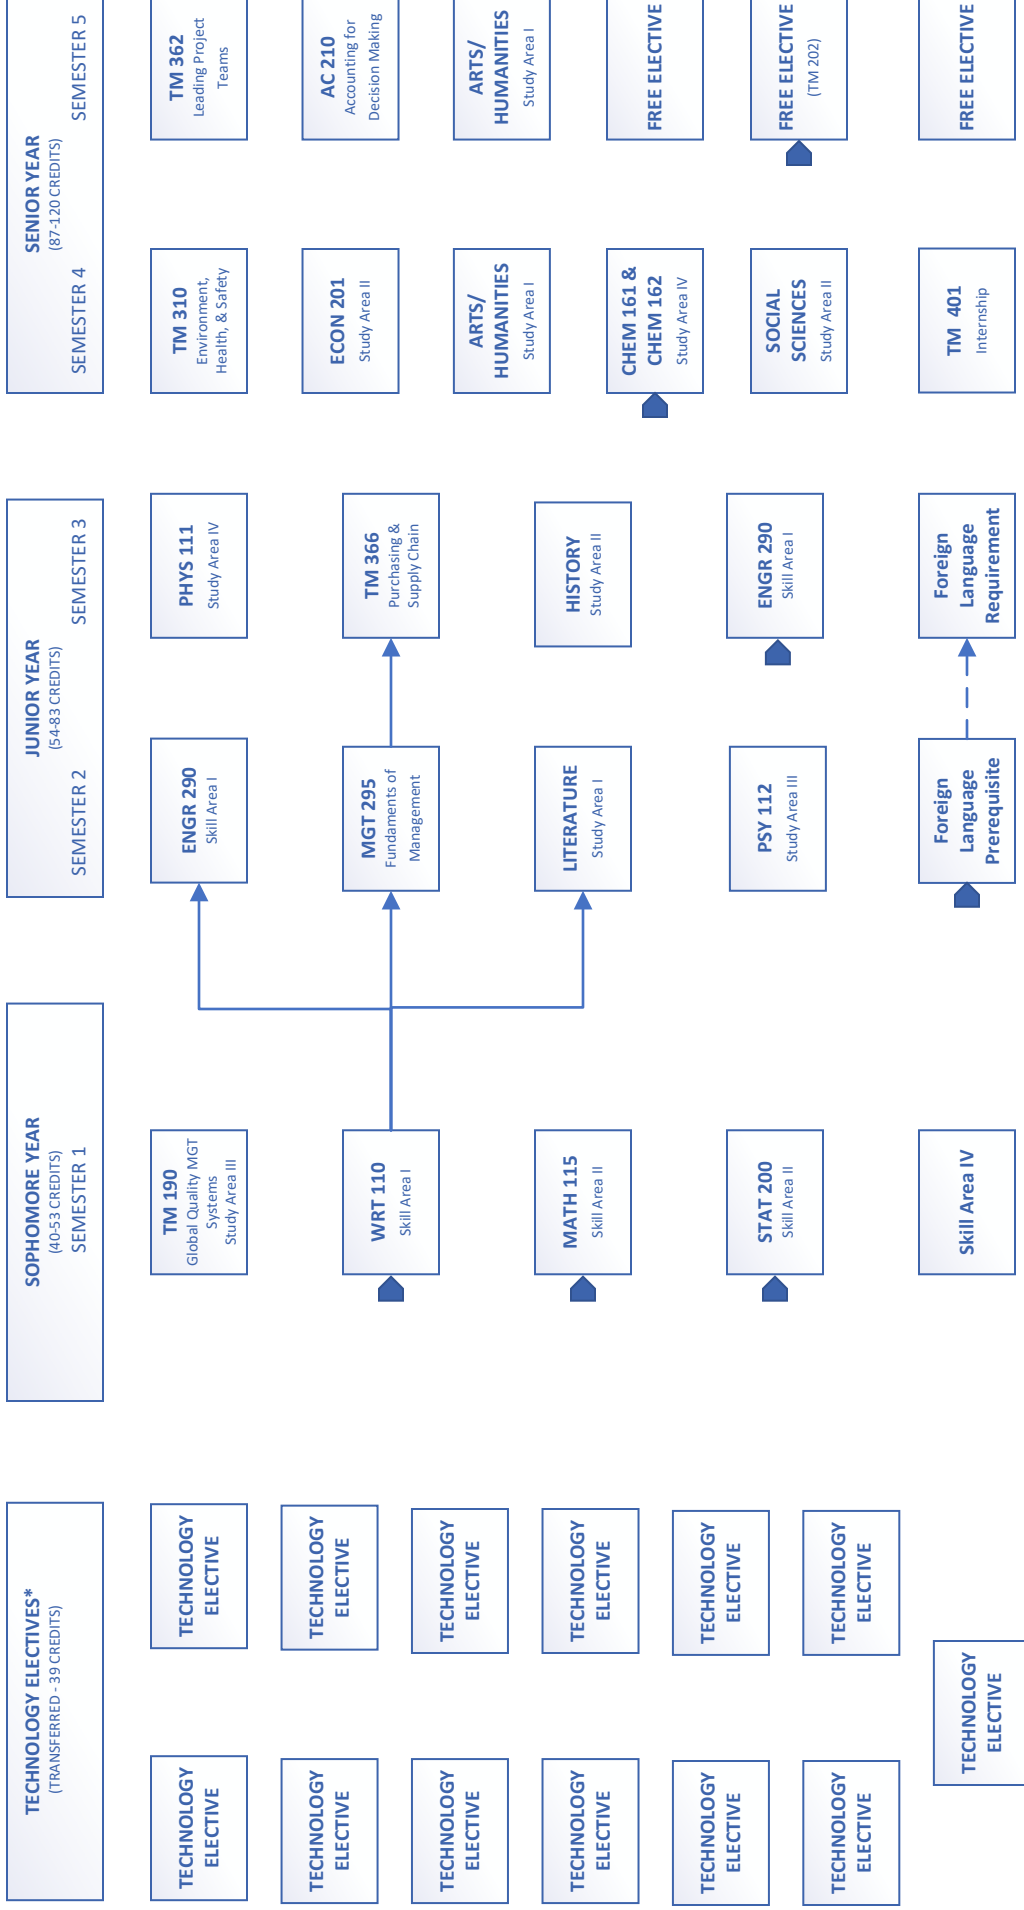 TECHNOLOGY ELECTIVES*
(TRANSFERRED - 39 CREDITS)
TECHNOLOGY
ELECTIVE
TECHNOLOGY
ELECTIVE
TECHNOLOGY
ELECTIVE
TECHNOLOGY
ELECTIVE
TECHNOLOGY
ELECTIVE
TECHNOLOGY
ELECTIVE
TECHNOLOGY
ELECTIVE
TECHNOLOGY
ELECTIVE
TECHNOLOGY
ELECTIVE
TECHNOLOGY
ELECTIVE
TECHNOLOGY
ELECTIVE
TECHNOLOGY
ELECTIVE
TECHNOLOGY
ELECTIVE
SOPHOMORE YEAR
(40-53 CREDITS)
SEMESTER 1
TM 190
Global Quality MGT
Systems
Study Area III
WRT 110
Skill Area I
MATH 115
Skill Area II
STAT 200
Skill Area II
Skill Area IV
JUNIOR YEAR
(54-83 CREDITS)
SEMESTER 2 SEMESTER 3
ENGR 290
Skill Area I
MGT 295
Fundaments of
Management
LITERATURE
Study Area I
PSY 112
Study Area III
Foreign
Language
Prerequisite
PHYS 111
Study Area IV
TM 366
Purchasing &
Supply Chain
HISTORY
Study Area II
ENGR 290
Skill Area I
Foreign
Language
Requirement
SENIOR YEAR
(87-120 CREDITS)
SEMESTER 4 SEMESTER 5
TM 310
Environment,
Health, & Safety
ECON 201
Study Area II
ARTS/
HUMANITIES
Study Area I
CHEM 161 &
CHEM 162
Study Area IV
SOCIAL
SCIENCES
Study Area II
TM 401
Internship
TM 362
Leading Project
Teams
AC 210
Accounting for
Decision Making
ARTS/
HUMANITIES
Study Area I
FREE ELECTIVE
FREE ELECTIVE
(TM 202)
FREE ELECTIVE